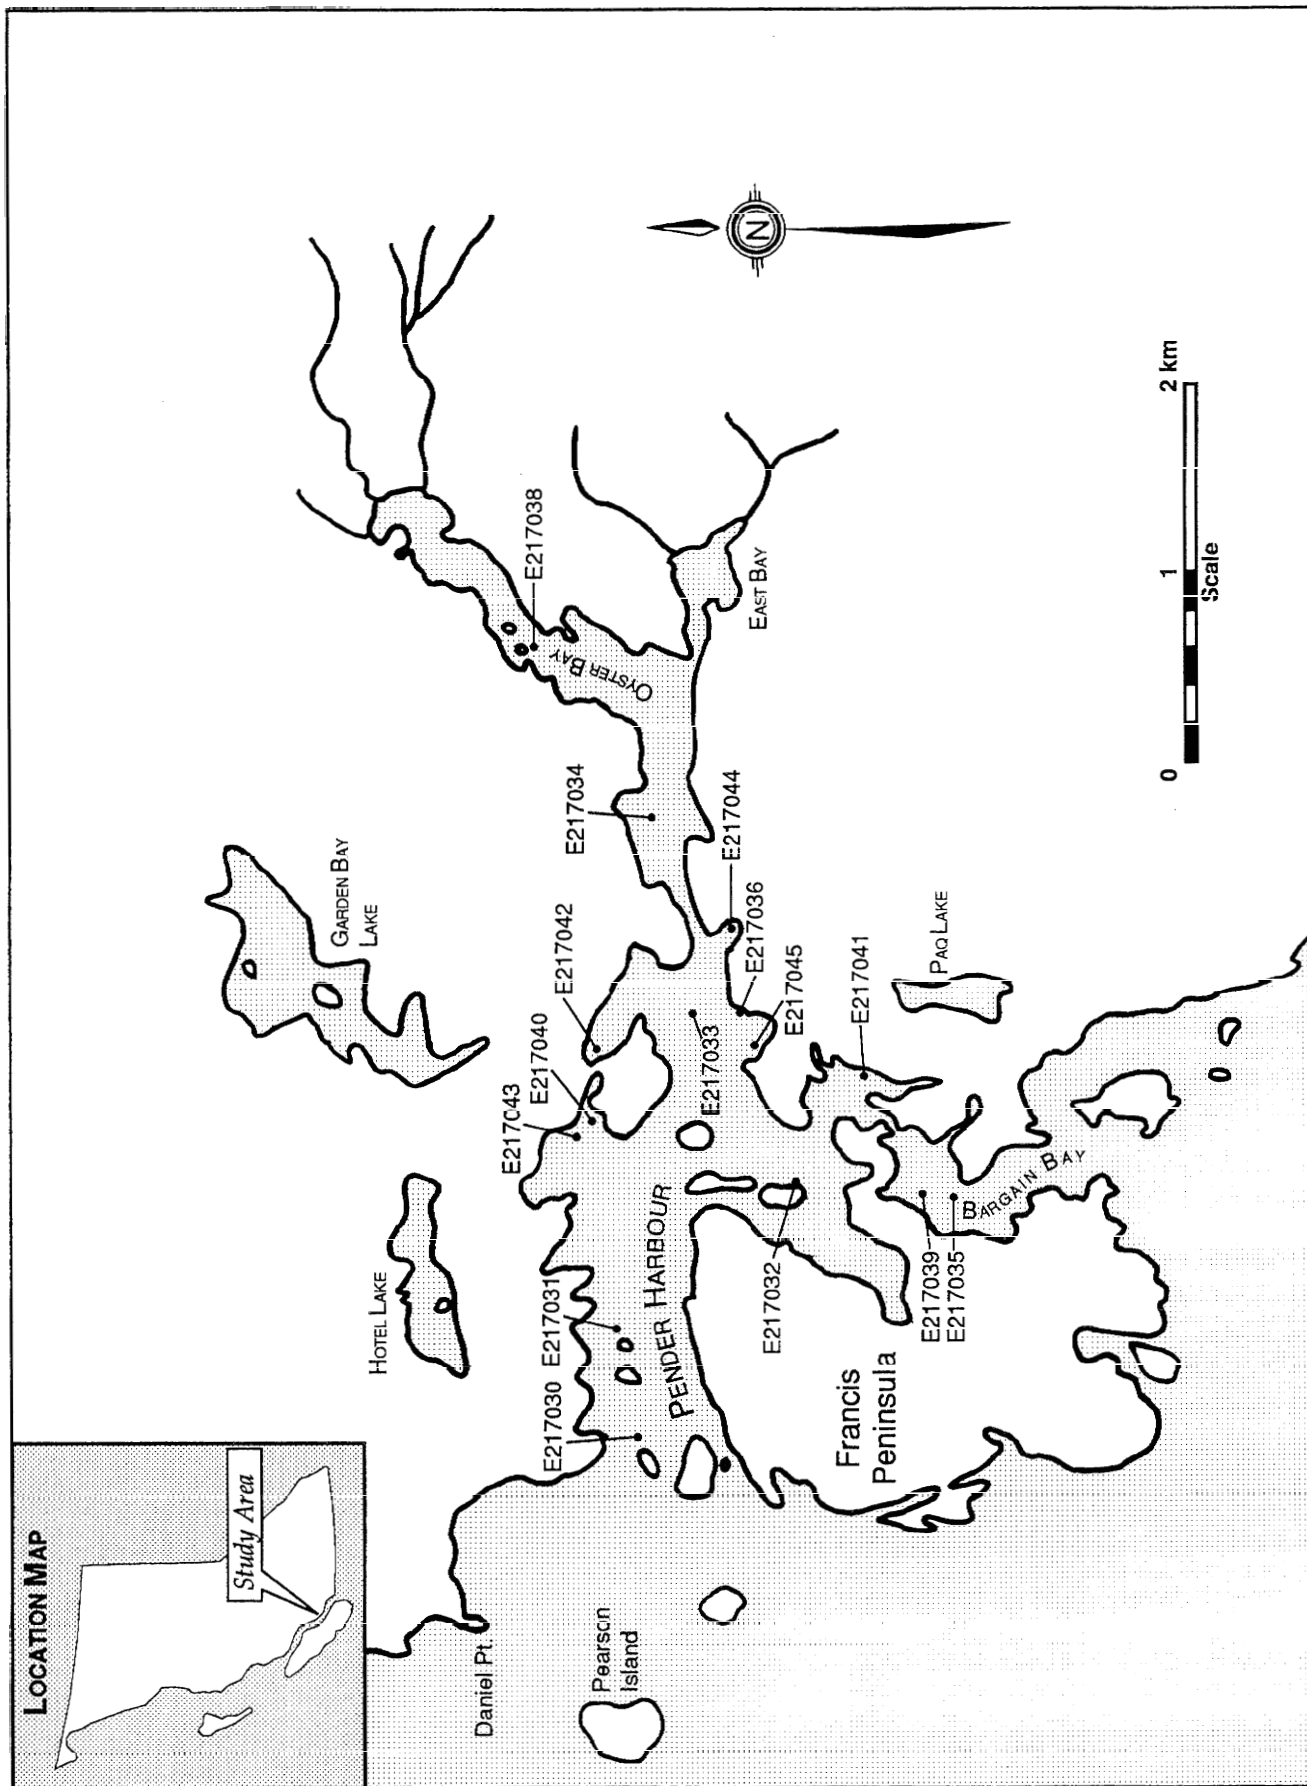 LOCATION MAP
Study Area
Daniel Pt.
Pearson
Island
HOTEL LAKE
GARDEN BAY
LAKE
E217030
E217031
E217043
E217040
E217042
E217034
E217038
OYSTER BAY
EAST BAY
PENDER HARBOUR
E217033
E217044
E217036
E217045
E217041
E217032
PAQ LAKE
Francis
Peninsula
E217039
E217035
BARGAIN BAY
N
0 1 2 km
Scale